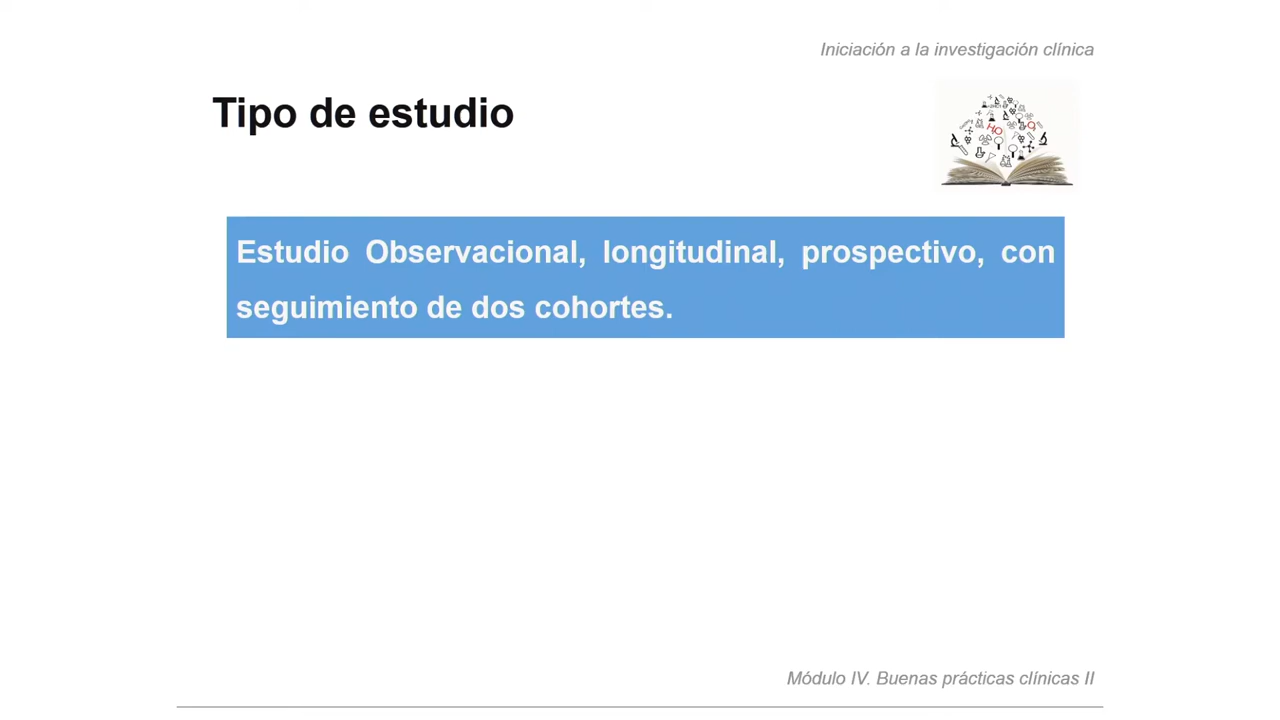 Iniciación a la investigación clínica
Tipo de estudio
Estudio Observacional, longitudinal, prospectivo, con
seguimiento de dos cohortes.
Módulo IV. Buenas prácticas clínicas II